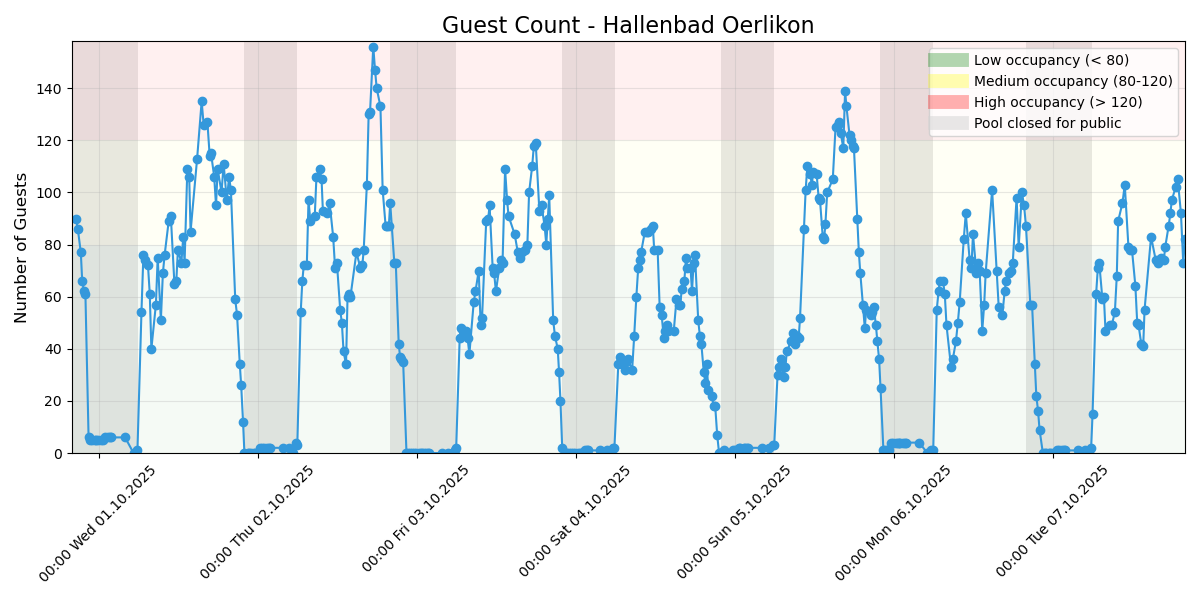 Guest Count - Hallenbad Oerlikon
Number of Guests
140
120
100
80
60
40
20
0
Low occupancy (< 80)
Medium occupancy (80-120)
High occupancy (> 120)
Pool closed for public
00:00 Wed 01.10.2025
00:00 Thu 02.10.2025
00:00 Fri 03.10.2025
00:00 Sat 04.10.2025
00:00 Sun 05.10.2025
00:00 Mon 06.10.2025
00:00 Tue 07.10.2025